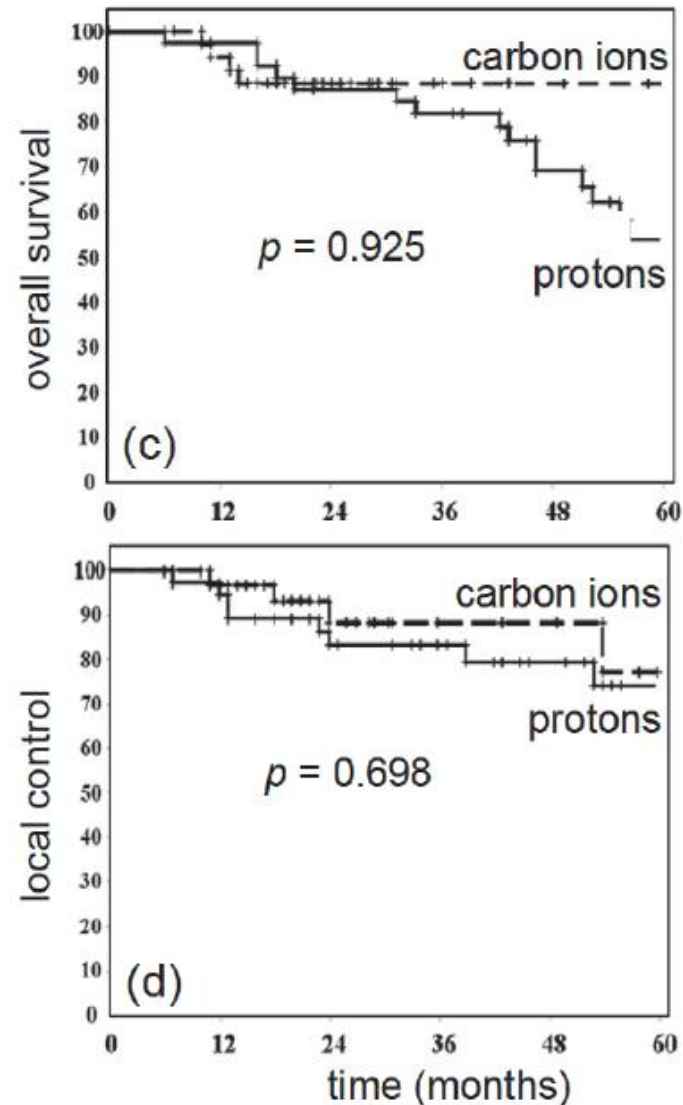 100
90
80
70
60
50
40
30
20
10
0
overall survival
carbon ions
p = 0.925
protons
(c)
0 12 24 36 48 60
100
90
80
70
60
50
40
30
20
10
0
local control
carbon ions
protons
p = 0.698
(d)
0 12 24 36 48 60
time (months)